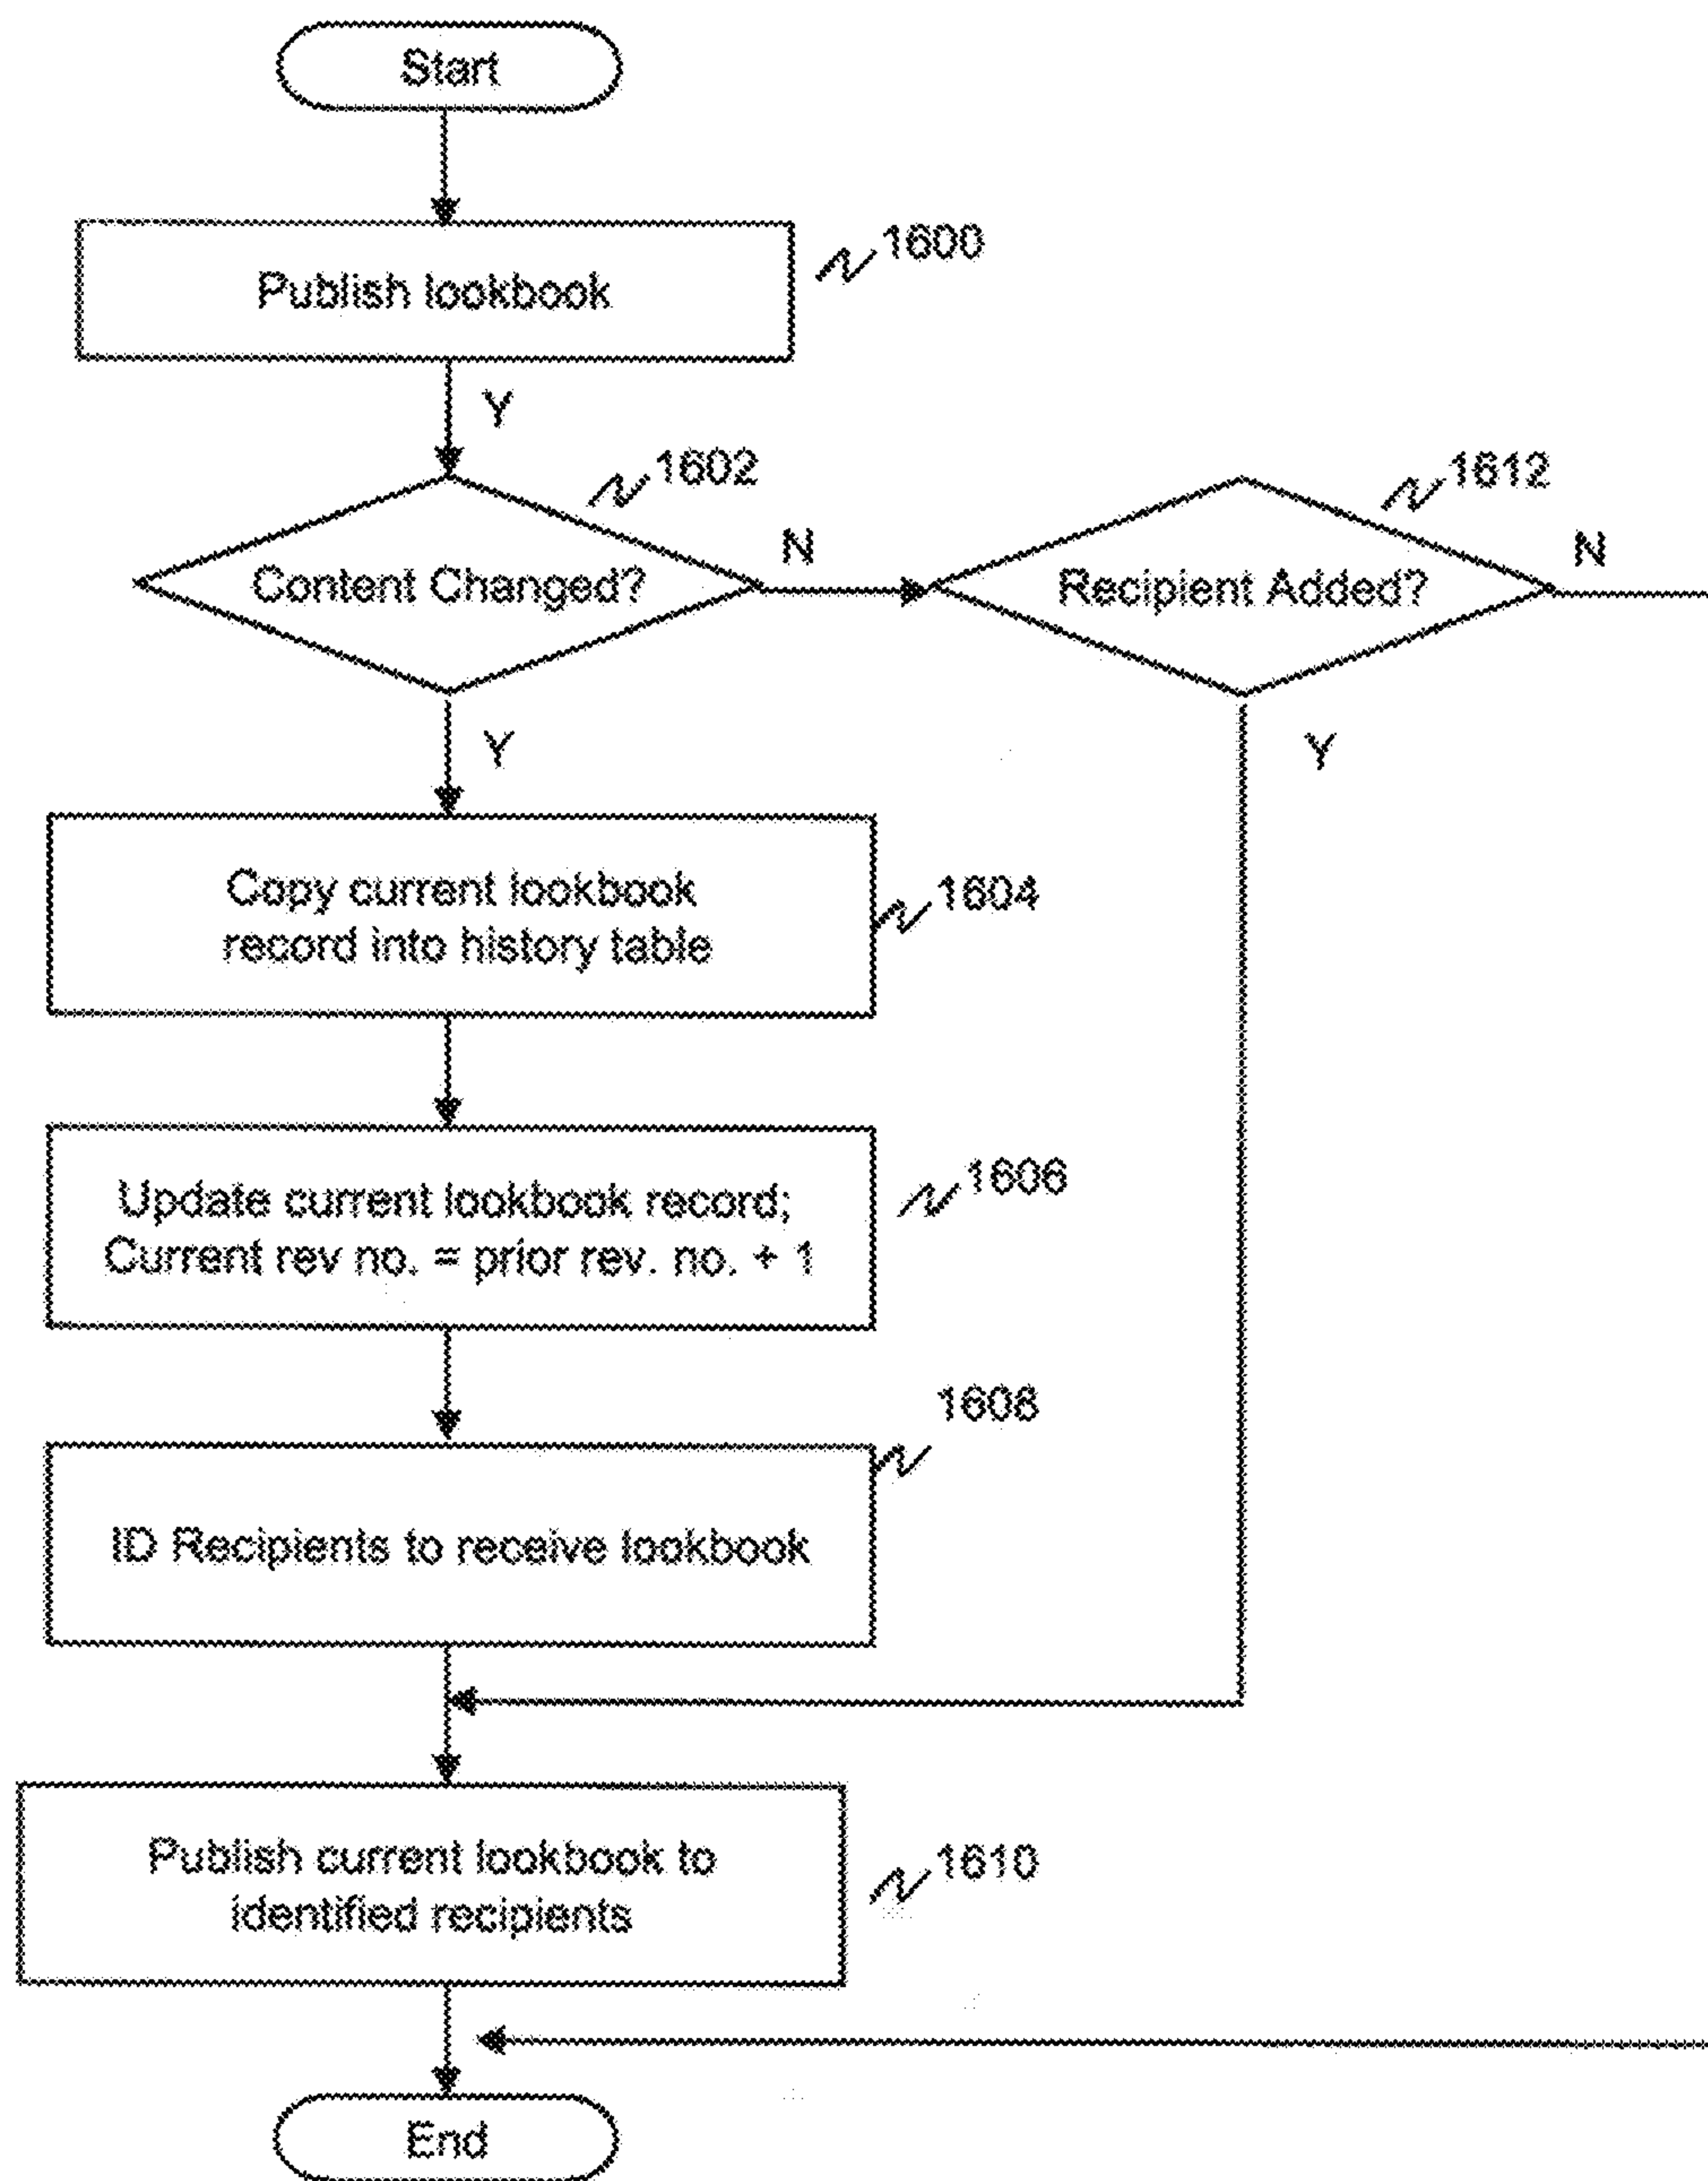 Start
Publish lookbook
1600
Y
1602
Content Changed?
N
1612
Recipient Added?
N
Y
Y
Copy current lookbook
record into history table
1604
Update current lookbook record;
Current rev no. = prior rev. no. + 1
1606
1608
ID Recipients to receive lookbook
Publish current lookbook to
identified recipients
1610
End